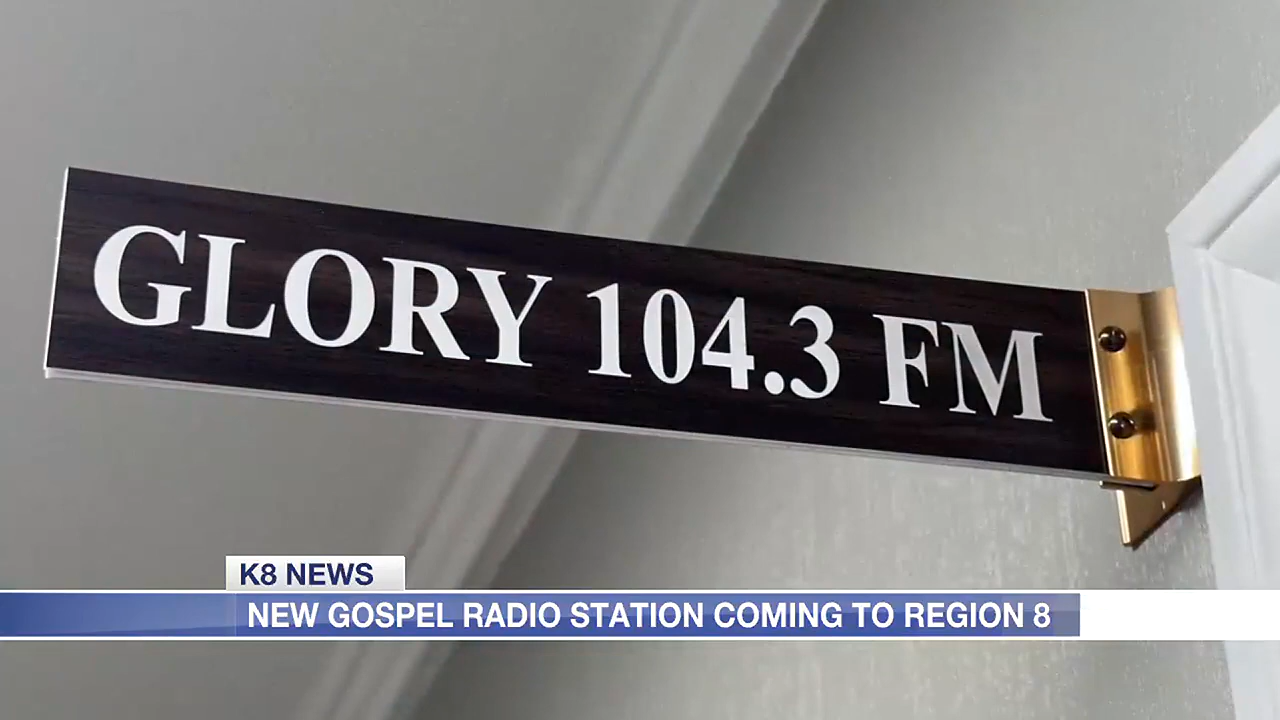 GLORY 104.3 FM
K8 NEWS
NEW GOSPEL RADIO STATION COMING TO REGION 8